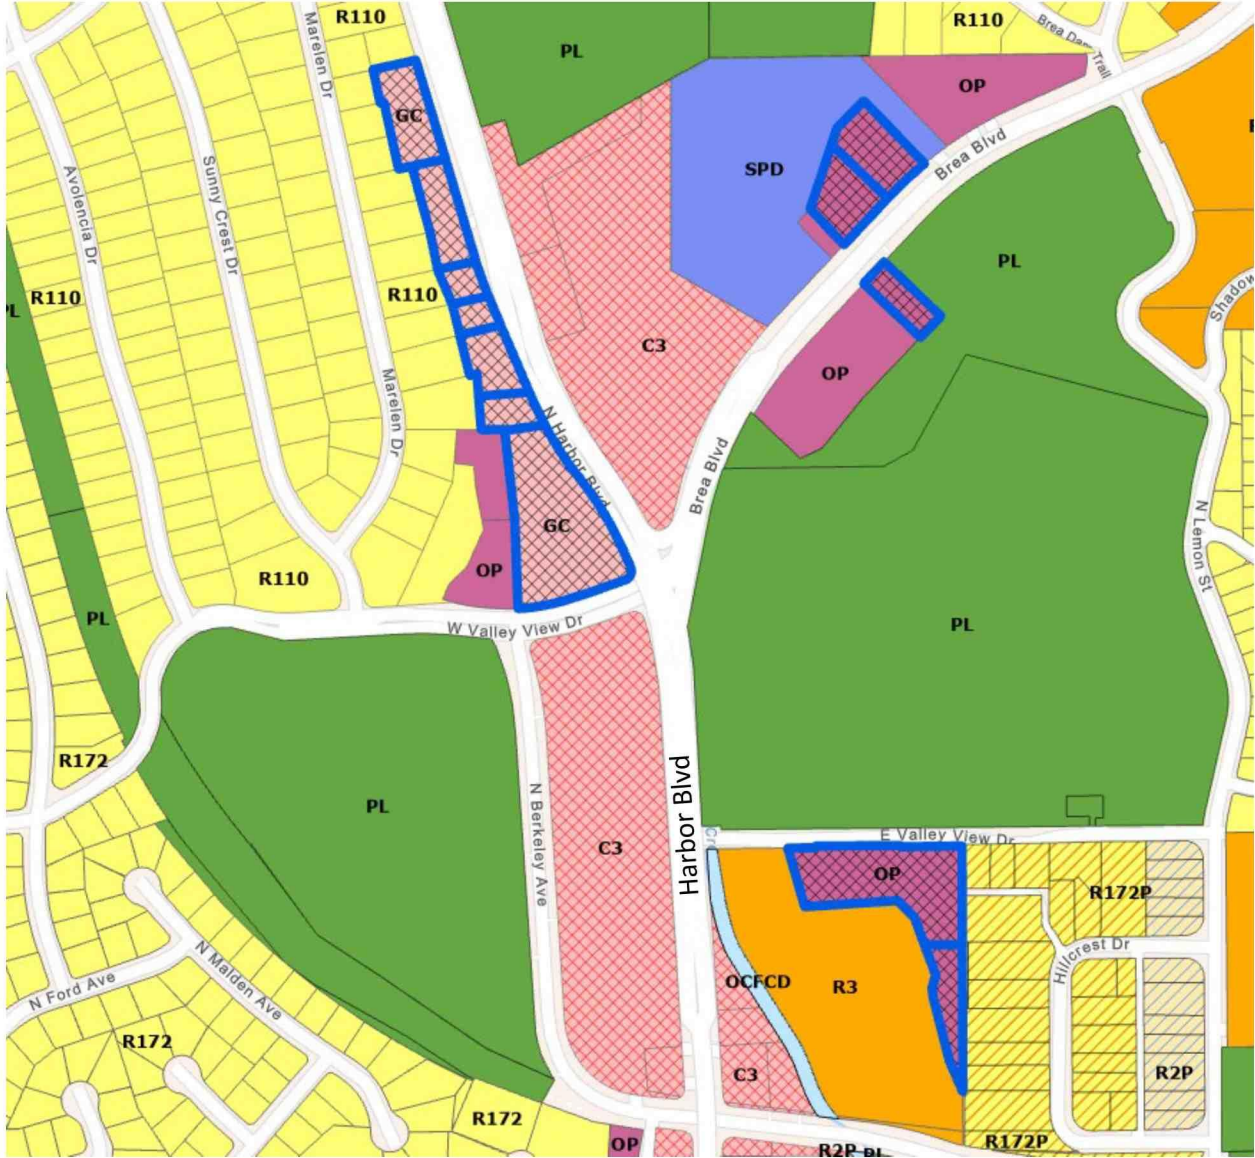 R110
R110
Brea Dam Trail
PL
Marelen Dr
OP
GC
Brea Blvd
SPD
Avolencia Dr
Sunny Crest Dr
PL
R110
R110
PL
Shadow
C3
OP
Marelen Dr
N Harbor Blvd
Brea Blvd
GC
N Lemon St
OP
R110
PL
PL
W Valley View Dr
R172
PL
Harbor Blvd
E Valley View Dr
N Berkeley Ave
C3
OP
R172P
Hillcrest Dr
N Malden Ave
OCFCD
R3
N Ford Ave
R172
C3
R2P
R172
OP
R2P
PL
R172P